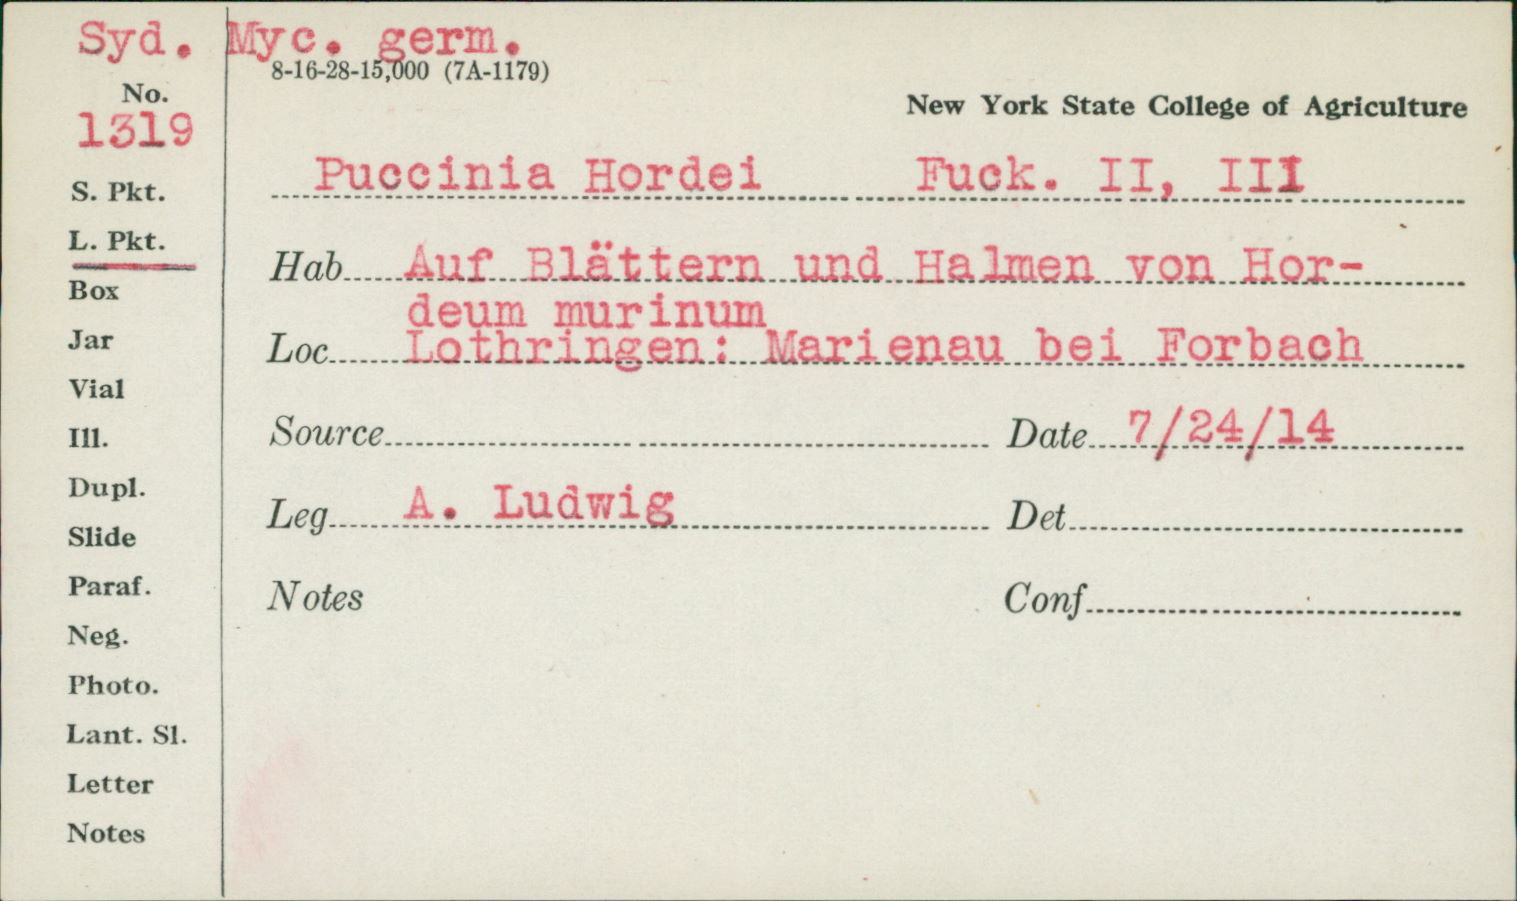 Syd. Myc. germ.
8-16-28-15,000 (7A-1179)
No.
1319
New York State College of Agriculture
Puccinia Hordei Fuck. II, III
S. Pkt.
L. Pkt.
Hab Auf Blättern und Halmen von Hor-
deum murinum
Box
Jar
Loc Lothringen: Marienau bei Forbach
Vial
Ill.
Source Date 7/24/14
Dupl.
Leg A. Ludwig Det
Slide
Paraf.
Notes Conf
Neg.
Photo.
Lant. Sl.
Letter
Notes